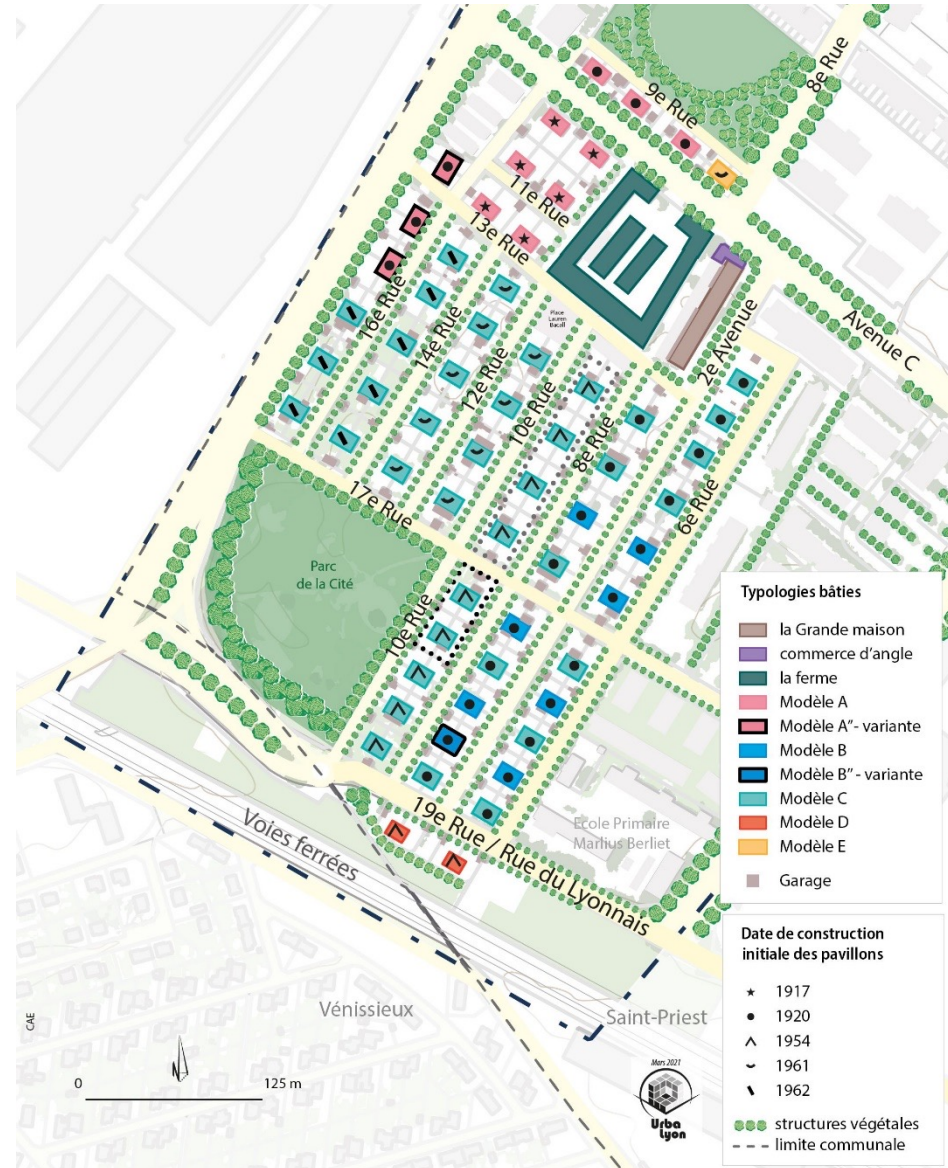 8e Rue
9e Rue
11e Rue
13e Rue
16e Rue
14e Rue
12e Rue
10e Rue
8e Rue
2e Avenue
Avenue C
6e Rue
17e Rue
10e Rue
Place
Lauren
Bacall
Parc
de la Cité
19e Rue / Rue du Lyonnais
Ecole Primaire
Marlius Berliet
Voies ferrées
Vénissieux
Saint-Priest
CAE
0
125 m
N
Mars 2021
Urba
Lyon
Typologies bâties
la Grande maison
commerce d'angle
la ferme
Modèle A
Modèle A"- variante
Modèle B
Modèle B" - variante
Modèle C
Modèle D
Modèle E
Garage
Date de construction
initiale des pavillons
1917
1920
1954
1961
1962
structures végétales
limite communale